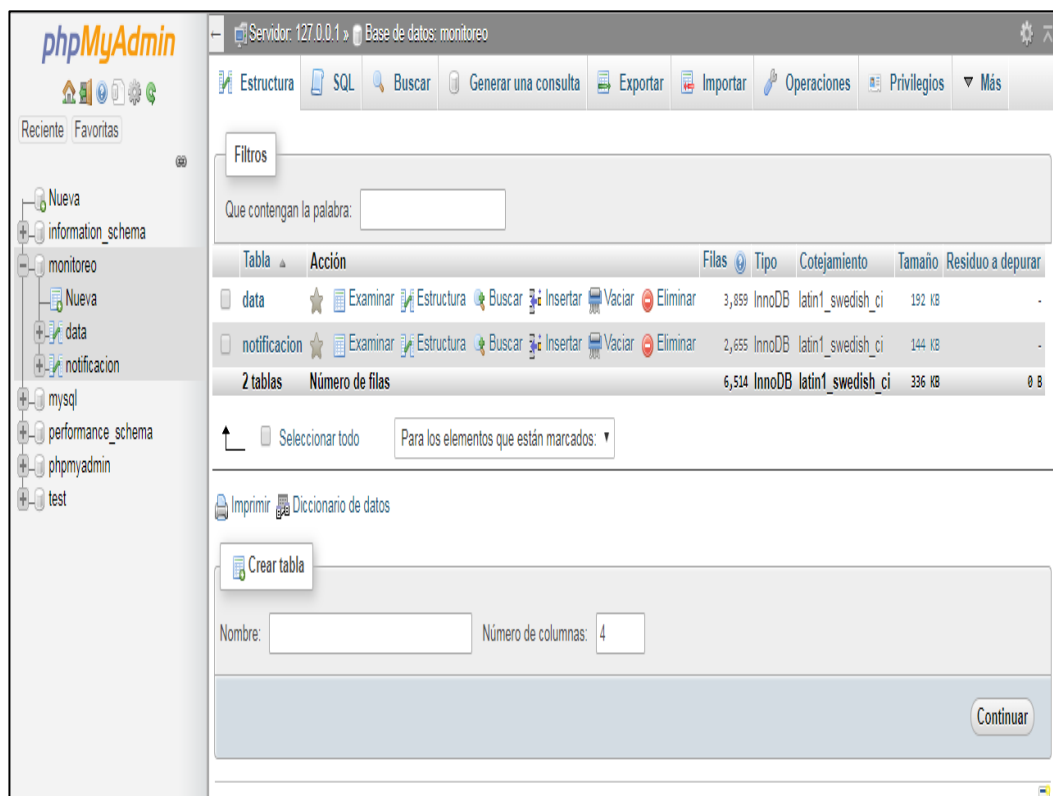 phpMyAdmin
Reciente Favoritas
Nueva
information_schema
monitoreo
Nueva
data
notificacion
mysql
performance_schema
phpmyadmin
test
Servidor: 127.0.0.1 » Base de datos: monitoreo
Estructura SQL Buscar Generar una consulta Exportar Importar Operaciones Privilegios Más
Filtros
Que contengan la palabra:
Tabla Acción Filas Tipo Cotejamiento Tamaño Residuo a depurar
data Examinar Estructura Buscar Insertar Vaciar Eliminar 3,859 InnoDB latin1_swedish_ci 192 KB -
notificacion Examinar Estructura Buscar Insertar Vaciar Eliminar 2,655 InnoDB latin1_swedish_ci 144 KB -
2 tablas Número de filas 6,514 InnoDB latin1_swedish_ci 336 KB 0 B
Seleccionar todo Para los elementos que están marcados:
Imprimir Diccionario de datos
Crear tabla
Nombre: Número de columnas: 4
Continuar